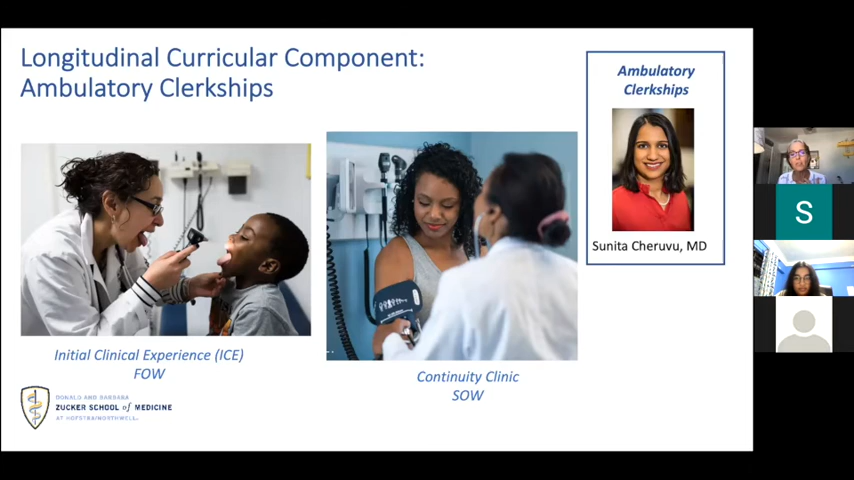 Longitudinal Curricular Component:
Ambulatory Clerkships
Ambulatory
Clerkships
Sunita Cheruvu, MD
Initial Clinical Experience (ICE)
FOW
Continuity Clinic
SOW
DONALD AND BARBARA
ZUCKER SCHOOL of MEDICINE
AT HOFSTRA/NORTHWELL
S